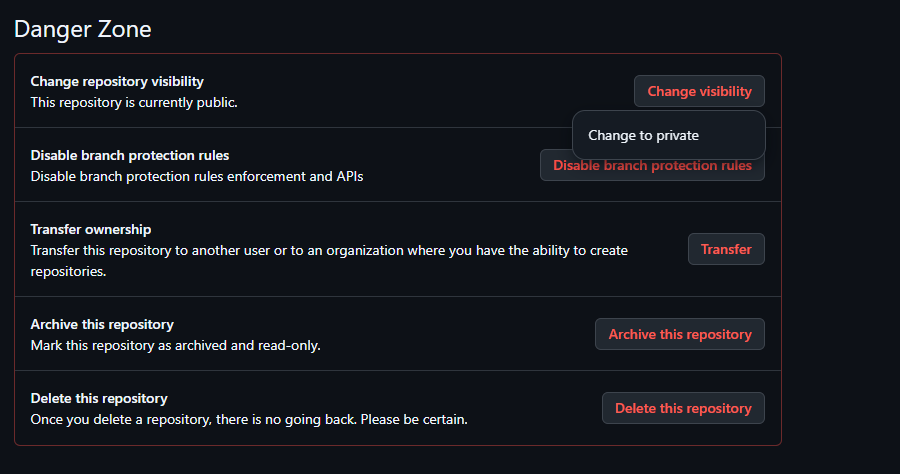 Danger Zone
Change repository visibility
This repository is currently public.
Change visibility
Change to private
Disable branch protection rules
Disable branch protection rules enforcement and APIs
Disable branch protection rules
Transfer ownership
Transfer this repository to another user or to an organization where you have the ability to create
repositories.
Transfer
Archive this repository
Mark this repository as archived and read-only.
Archive this repository
Delete this repository
Once you delete a repository, there is no going back. Please be certain.
Delete this repository